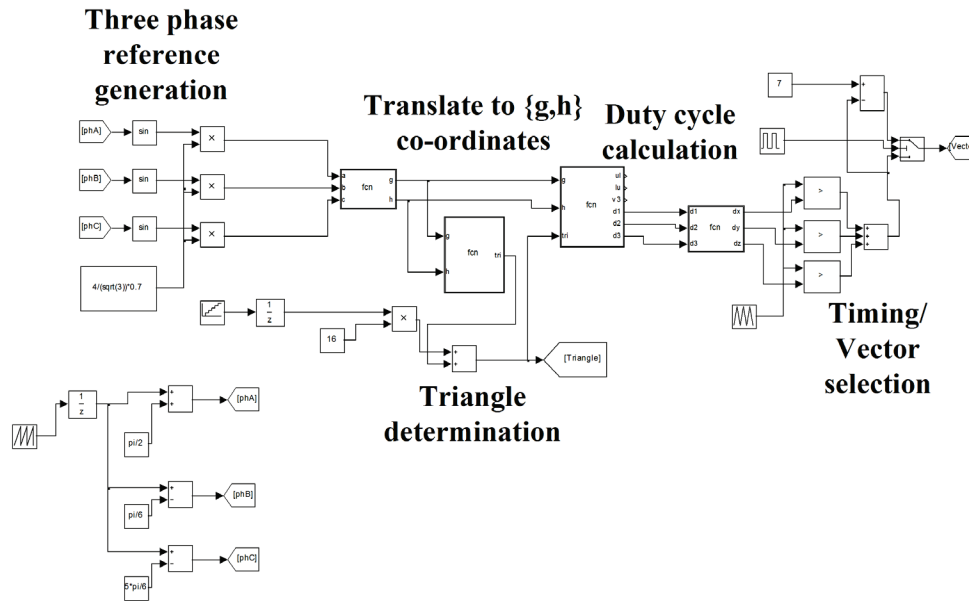 Three phase
reference
generation
Translate to {g,h}
co-ordinates
Duty cycle
calculation
[phA]
sin
×
[phB]
sin
×
[phC]
sin
×
4/(sqrt(3))*0.7
a
b
c
fcn
g
h
g
h
tri
fcn
g
h
tri
fcn
ul
lu
v3
d1
d2
d3
d1
d2
d3
fcn
dx
dy
dz
7
+
−
[Vecto
>
>
>
+
+
+
Timing/
Vector
selection
1
z
16
×
+
+
[Triangle]
Triangle
determination
1
z
+
+
[phA]
pi/2
+
−
[phB]
pi/6
+
−
[phC]
5*pi/6